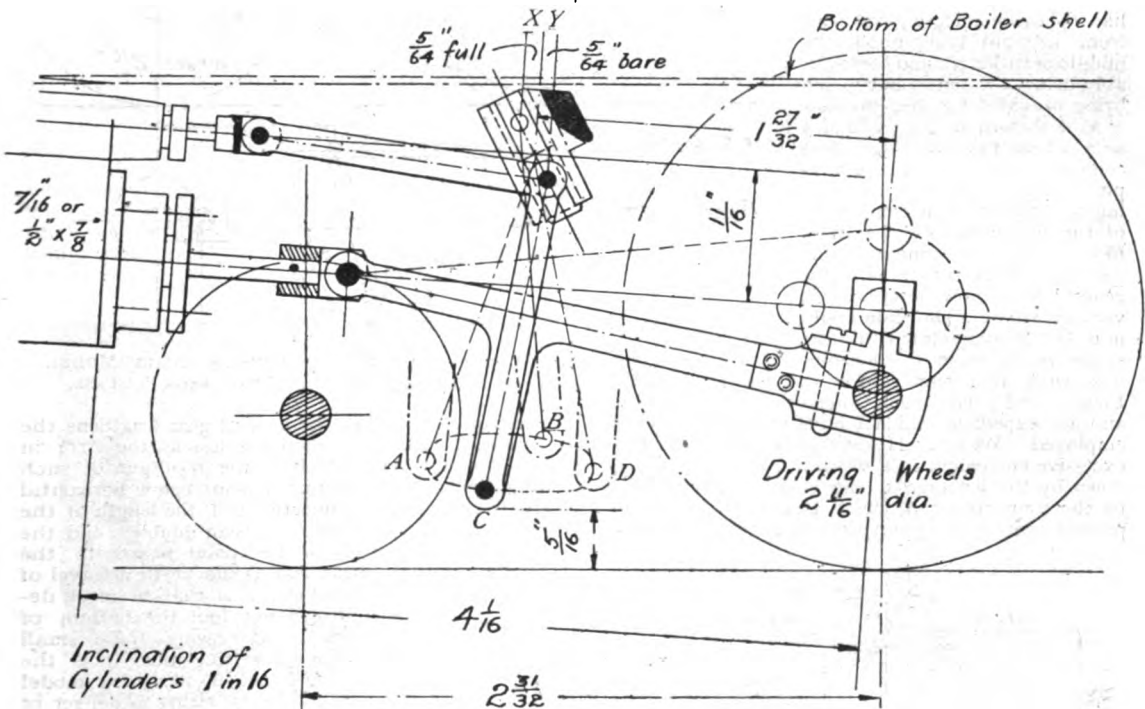 X Y
Bottom of Boiler shell
5/64" full
5/64" bare
1 27/32"
7/16" or
1/2" x 7/8"
11/16"
A
B
D
C
Driving Wheels
2 11/16" dia
5/16"
4 1/16
Inclination of
Cylinders 1 in 16
2 31/32